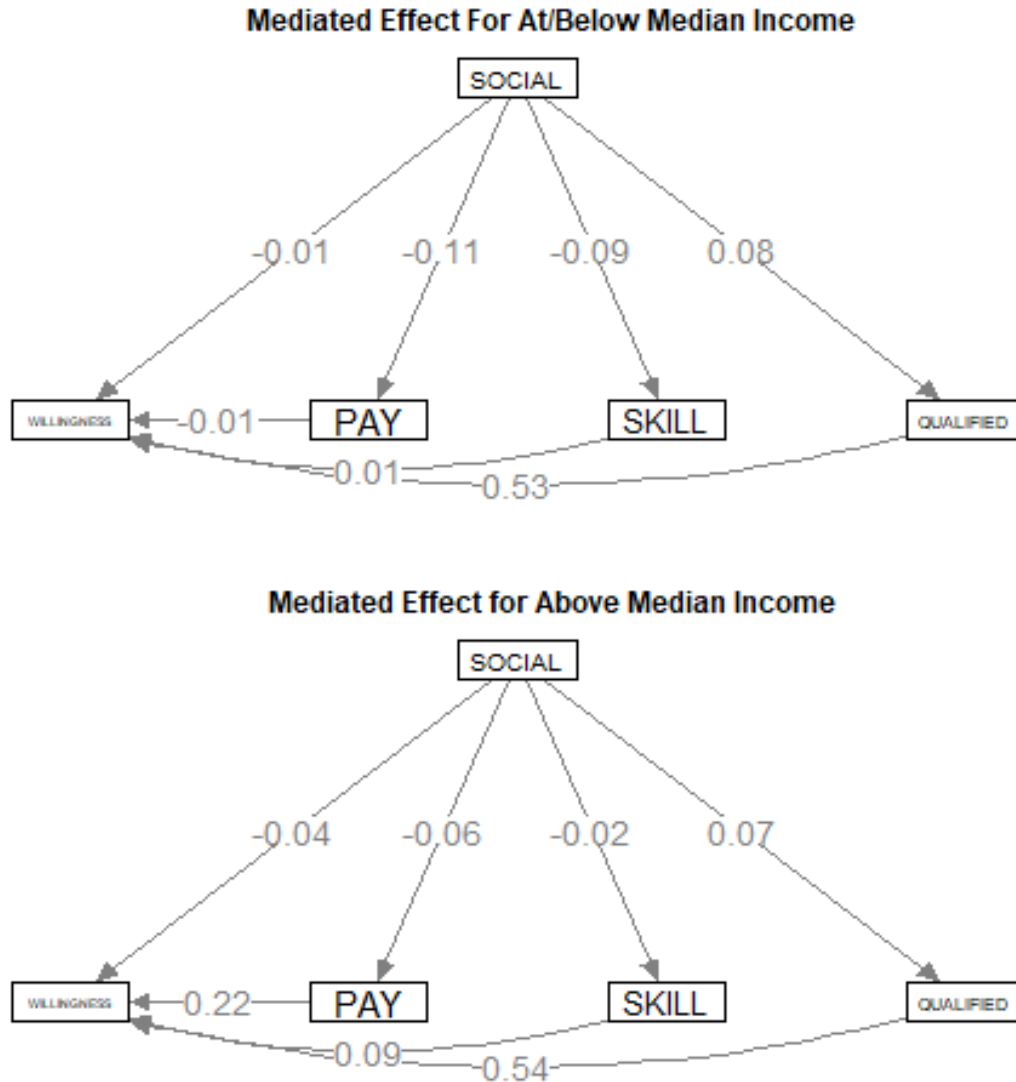 Mediated Effect For At/Below Median Income
SOCIAL
-0.01 -0.11 -0.09 0.08
WILLINGNESS -0.01 PAY SKILL QUALIFIED
0.01
0.53
Mediated Effect for Above Median Income
SOCIAL
-0.04 -0.06 -0.02 0.07
WILLINGNESS 0.22 PAY SKILL QUALIFIED
0.09
0.54